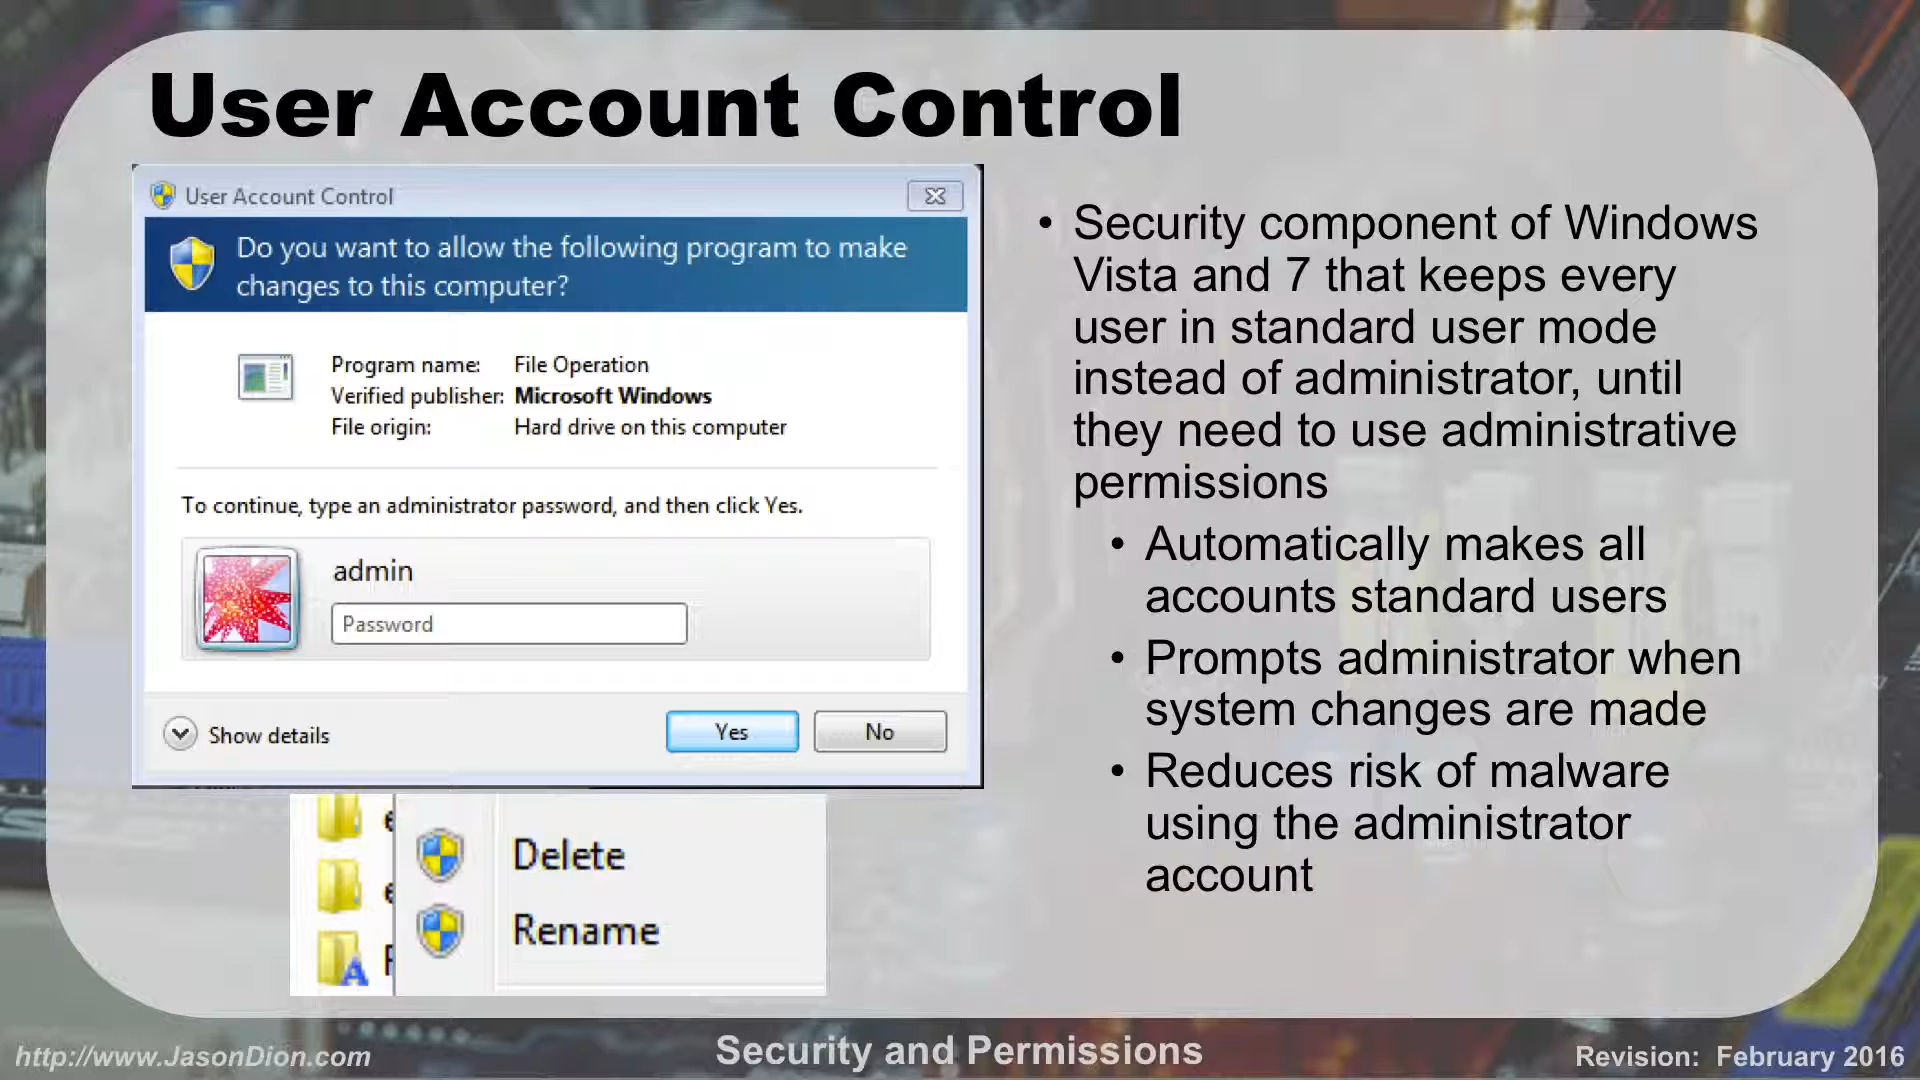 User Account Control
User Account Control
Do you want to allow the following program to make
changes to this computer?
Program name: File Operation
Verified publisher: Microsoft Windows
File origin: Hard drive on this computer
To continue, type an administrator password, and then click Yes.
admin
Password
Show details
Yes
No
Delete
Rename
• Security component of Windows
Vista and 7 that keeps every
user in standard user mode
instead of administrator, until
they need to use administrative
permissions
• Automatically makes all
accounts standard users
• Prompts administrator when
system changes are made
• Reduces risk of malware
using the administrator
account
http://www.JasonDion.com
Security and Permissions
Revision: February 2016